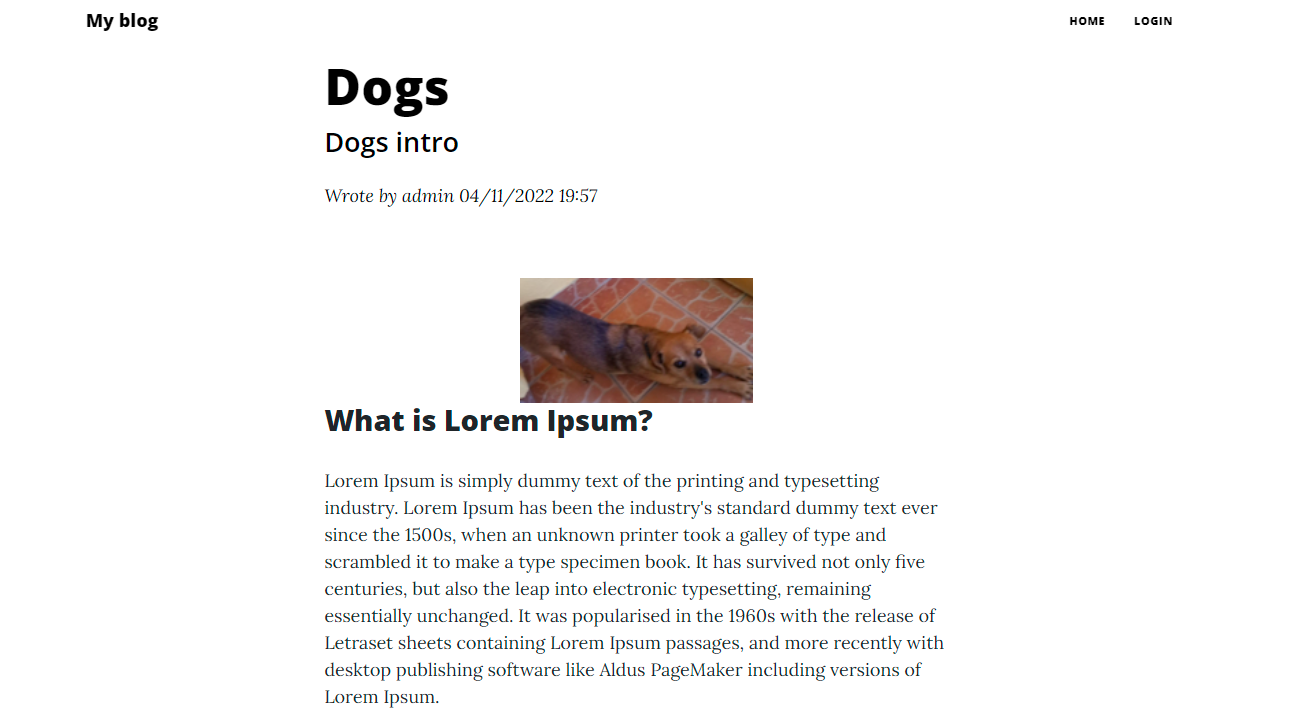 My blog
HOME LOGIN
Dogs
Dogs intro
Wrote by admin 04/11/2022 19:57
What is Lorem Ipsum?
Lorem Ipsum is simply dummy text of the printing and typesetting
industry. Lorem Ipsum has been the industry's standard dummy text ever
since the 1500s, when an unknown printer took a galley of type and
scrambled it to make a type specimen book. It has survived not only five
centuries, but also the leap into electronic typesetting, remaining
essentially unchanged. It was popularised in the 1960s with the release of
Letraset sheets containing Lorem Ipsum passages, and more recently with
desktop publishing software like Aldus PageMaker including versions of
Lorem Ipsum.